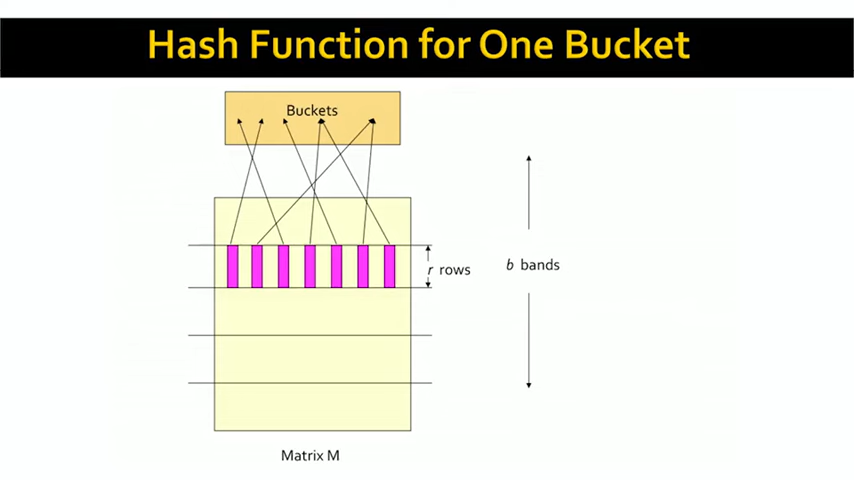 Hash Function for One Bucket
Buckets
r rows
b bands
Matrix M